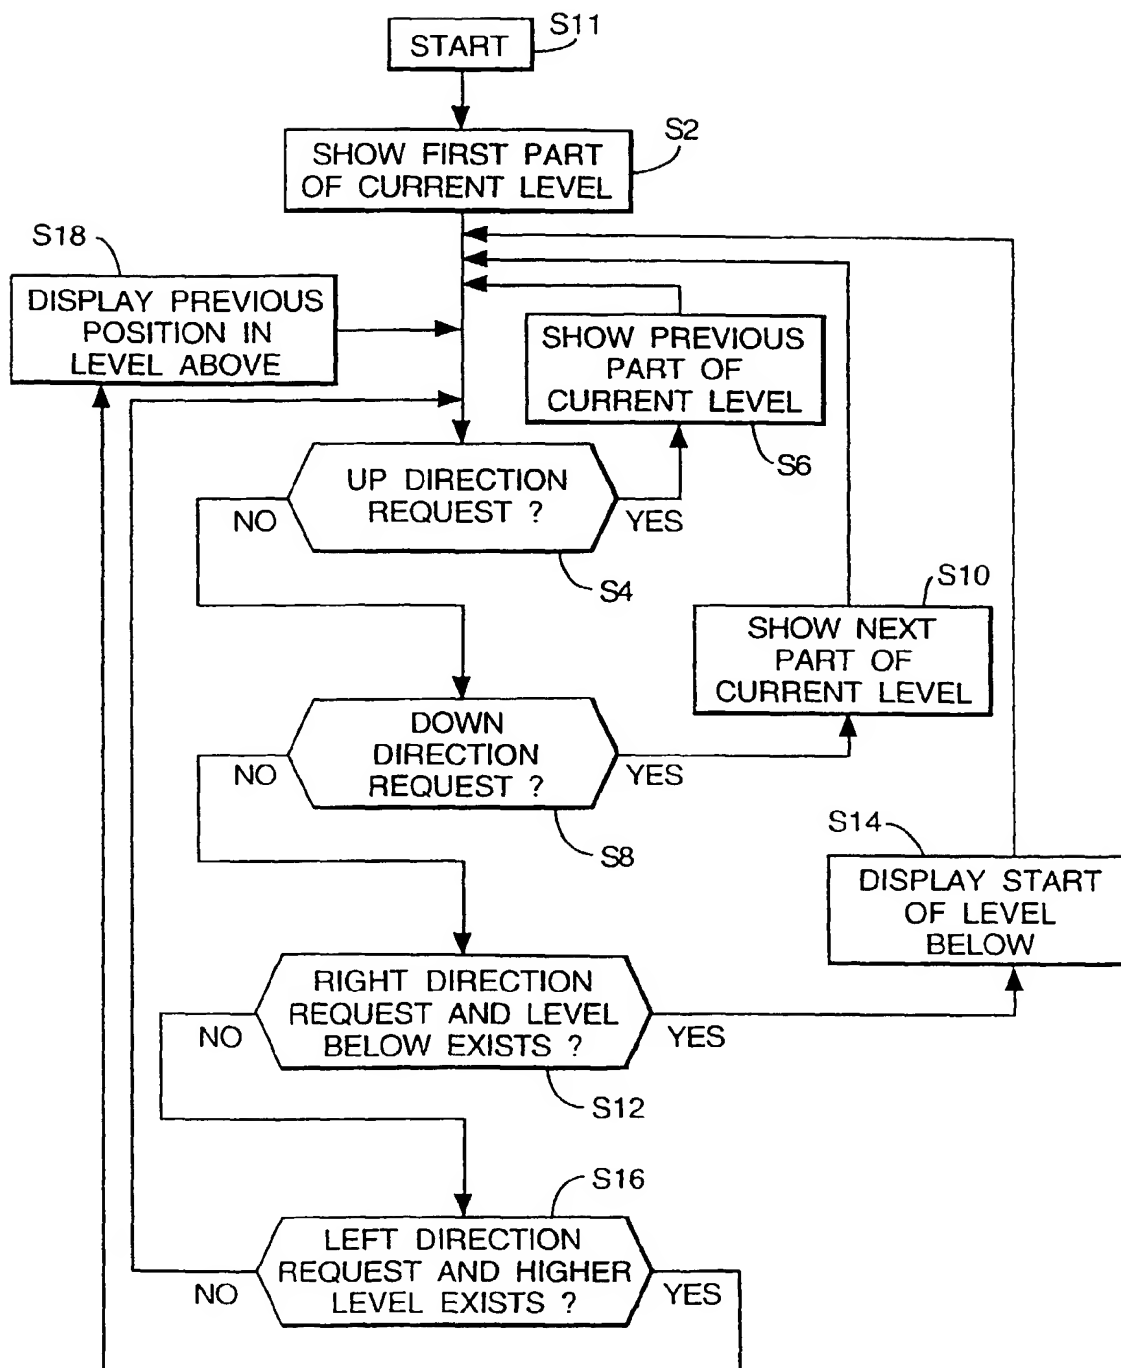 S11
START
S2
SHOW FIRST PART
OF CURRENT LEVEL
S18
DISPLAY PREVIOUS
POSITION IN
LEVEL ABOVE
SHOW PREVIOUS
PART OF
CURRENT LEVEL
S6
UP DIRECTION
REQUEST ?
NO
YES
S4
S10
SHOW NEXT
PART OF
CURRENT LEVEL
DOWN
DIRECTION
REQUEST ?
NO
YES
S8
S14
DISPLAY START
OF LEVEL
BELOW
RIGHT DIRECTION
REQUEST AND LEVEL
BELOW EXISTS ?
NO
YES
S12
S16
LEFT DIRECTION
REQUEST AND HIGHER
LEVEL EXISTS ?
NO
YES